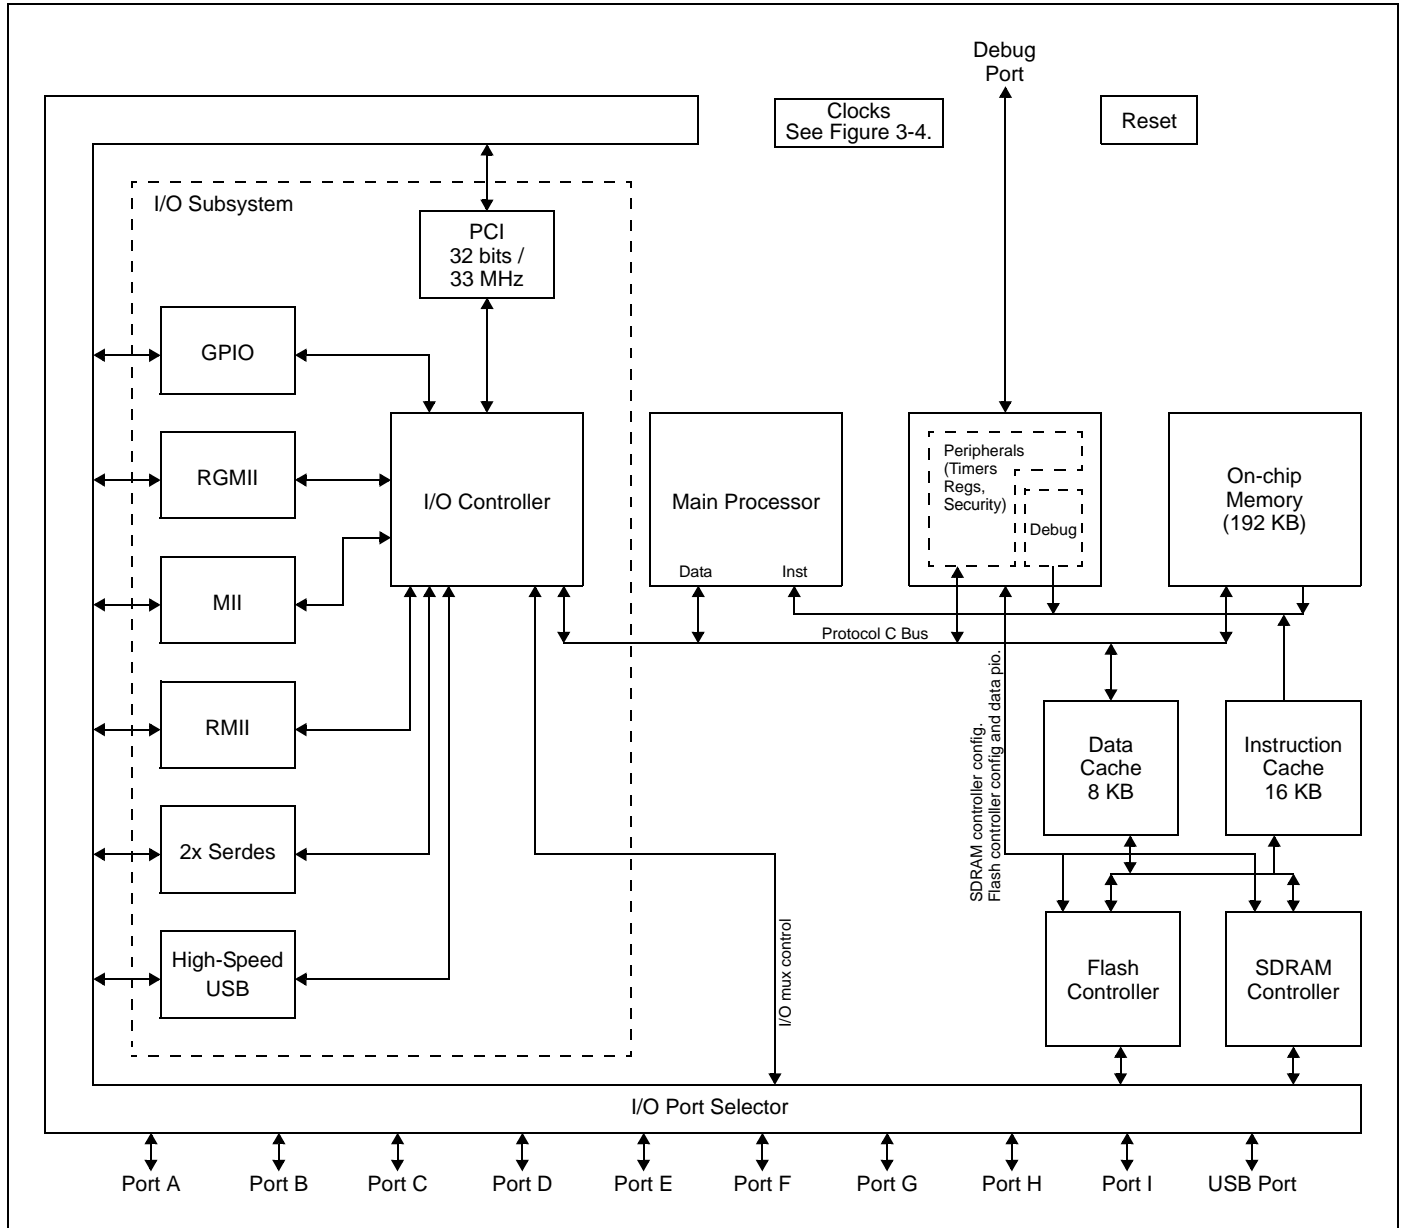 Debug
Port
Clocks
See Figure 3-4.
Reset
I/O Subsystem
PCI
32 bits /
33 MHz
GPIO
RGMII
MII
RMII
2x Serdes
High-Speed
USB
I/O Controller
Main Processor
Data
Inst
Peripherals
(Timers
Regs,
Security)
Debug
On-chip
Memory
(192 KB)
Protocol C Bus
SDRAM controller config.
Flash controller config and data pio.
Data
Cache
8 KB
Instruction
Cache
16 KB
I/O mux control
Flash
Controller
SDRAM
Controller
I/O Port Selector
Port A
Port B
Port C
Port D
Port E
Port F
Port G
Port H
Port I
USB Port